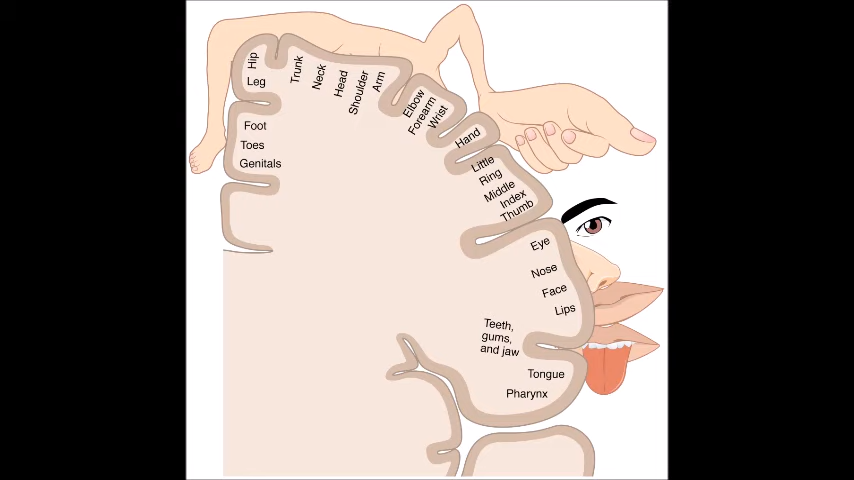 Hip
Leg
Foot
Toes
Genitals
Trunk
Neck
Head
Shoulder
Arm
Elbow
Forearm
Wrist
Hand
Little
Ring
Middle
Index
Thumb
Eye
Nose
Face
Lips
Teeth,
gums,
and jaw
Tongue
Pharynx